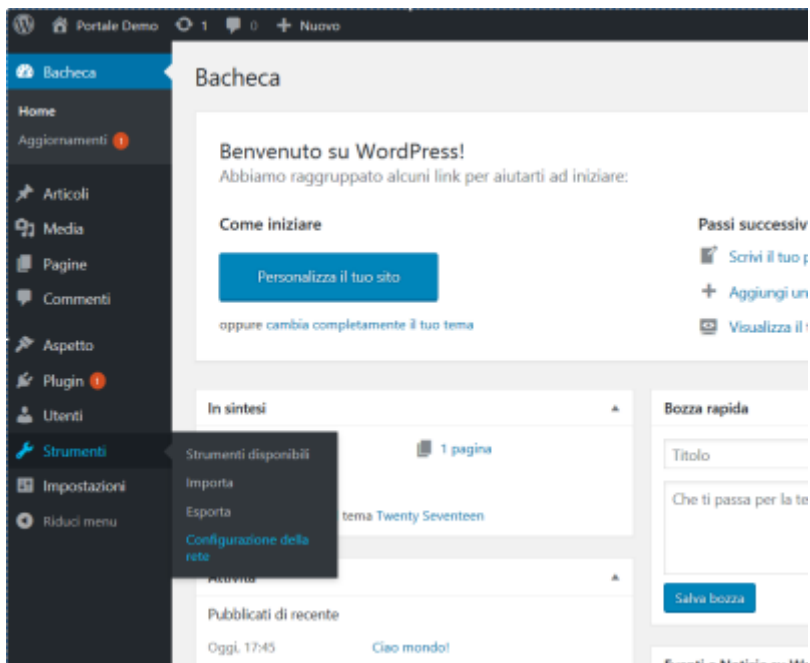 Portale Demo 1 0 + Nuovo
Bacheca
Home
Aggiornamenti 1
Articoli
Media
Pagine
Commenti
Aspetto
Plugin 1
Utenti
Strumenti
Impostazioni
Riduci menu
Strumenti disponibili
Importa
Esporta
Configurazione della
rete
Bacheca
Benvenuto su WordPress!
Abbiamo raggruppato alcuni link per aiutarti ad iniziare:
Come iniziare
Personalizza il tuo sito
oppure cambia completamente il tuo tema
Passi successiv
Scrivi il tuo p
Aggiungi un
Visualizza il
In sintesi
1 pagina
tema Twenty Seventeen
Attività
Pubblicati di recente
Oggi, 17:45 Ciao mondo!
Bozza rapida
Titolo
Che ti passa per la te
Salva bozza